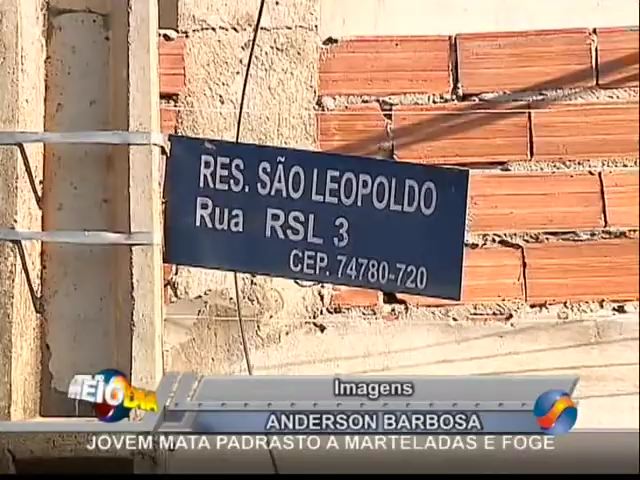 RES. SÃO LEOPOLDO
Rua RSL 3
CEP. 74780-720
Imagens
MEIO DIA
ANDERSON BARBOSA
JOVEM MATA PADRASTO A MARTELADAS E FOGE